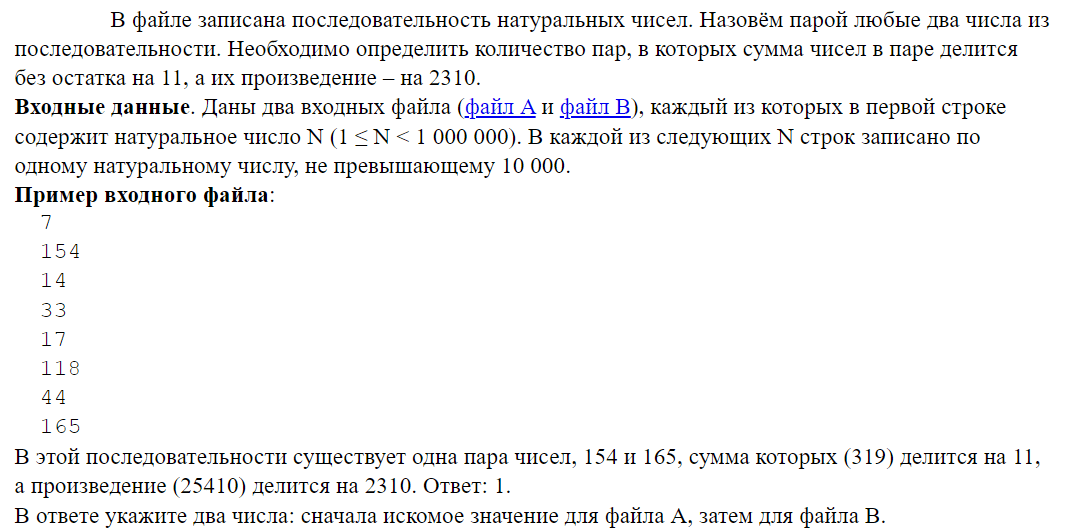 В файле записана последовательность натуральных чисел. Назовём парой любые два числа из
последовательности. Необходимо определить количество пар, в которых сумма чисел в паре делится
без остатка на 11, а их произведение – на 2310.
Входные данные. Даны два входных файла (файл A и файл B), каждый из которых в первой строке
содержит натуральное число N (1 ≤ N < 1 000 000). В каждой из следующих N строк записано по
одному натуральному числу, не превышающему 10 000.
Пример входного файла:
7
154
14
33
17
118
44
165
В этой последовательности существует одна пара чисел, 154 и 165, сумма которых (319) делится на 11,
а произведение (25410) делится на 2310. Ответ: 1.
В ответе укажите два числа: сначала искомое значение для файла А, затем для файла B.